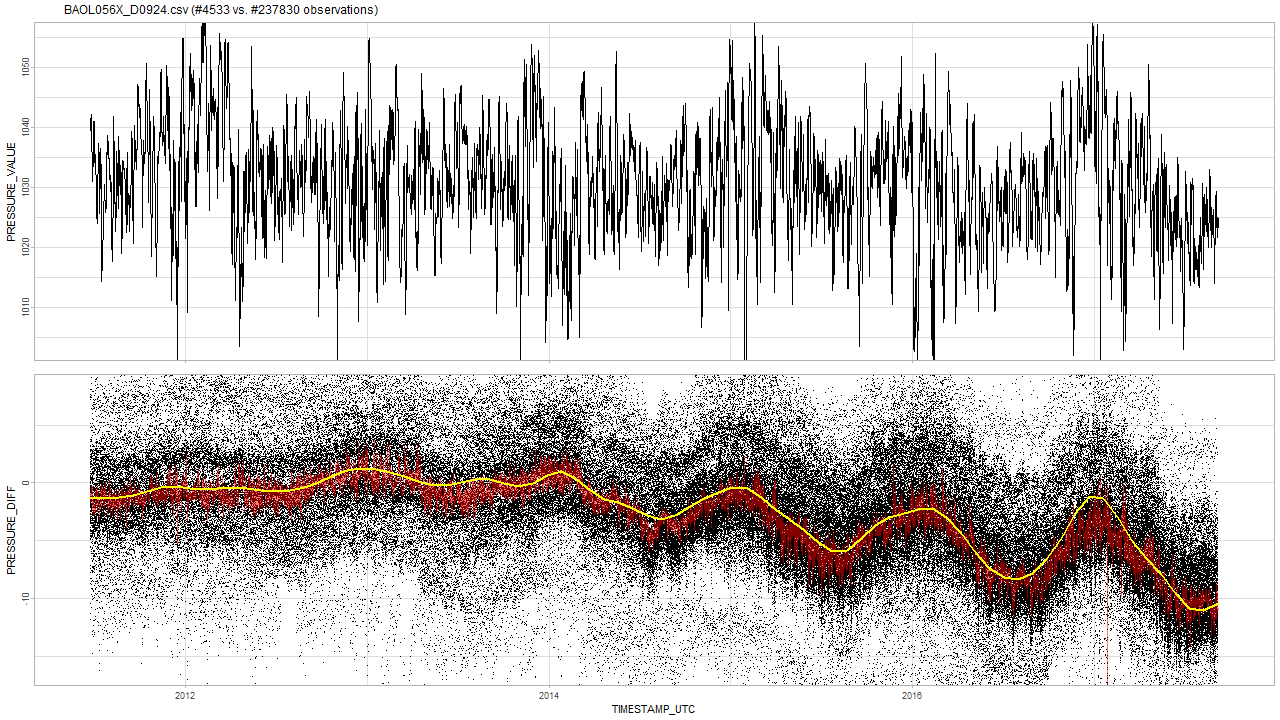 BAOL056X_D0924.csv (#4533 vs. #237830 observations)
PRESSURE_VALUE
1050
1040
1030
1020
1010
PRESSURE_DIFF
0
-10
2012
2014
2016
TIMESTAMP_UTC